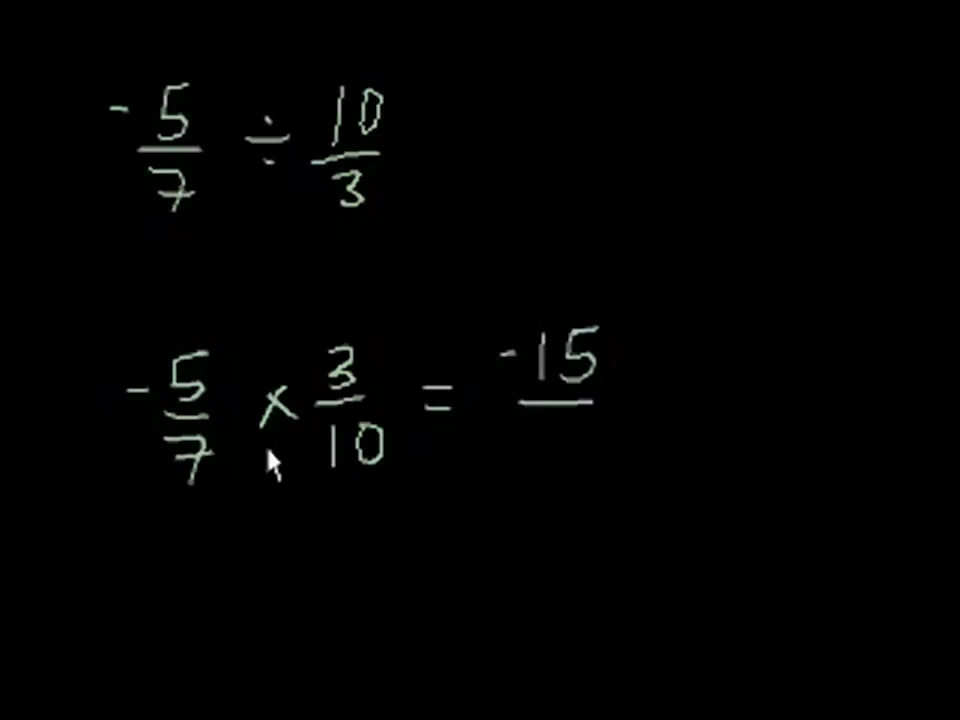 -5/7 ÷ 10/3
-5/7 × 3/10 = -15/